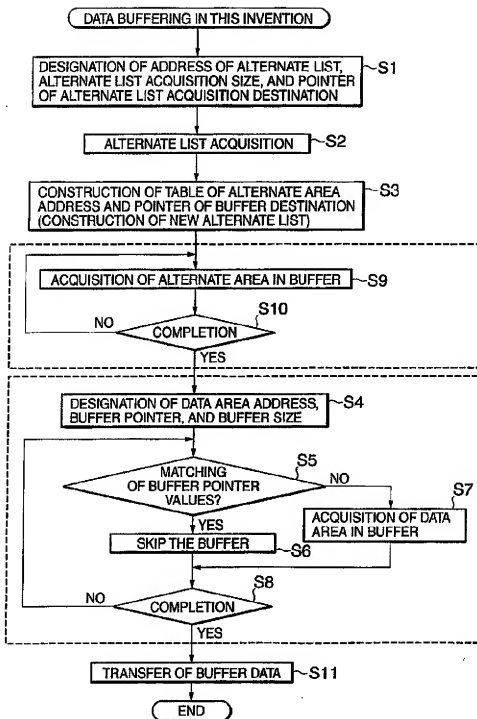 DATA BUFFERING IN THIS INVENTION
DESIGNATION OF ADDRESS OF ALTERNATE LIST,
ALTERNATE LIST ACQUISITION SIZE, AND POINTER
OF ALTERNATE LIST ACQUISITION DESTINATION
S1
ALTERNATE LIST ACQUISITION
S2
CONSTRUCTION OF TABLE OF ALTERNATE AREA
ADDRESS AND POINTER OF BUFFER DESTINATION
(CONSTRUCTION OF NEW ALTERNATE LIST)
S3
ACQUISITION OF ALTERNATE AREA IN BUFFER
S9
S10
NO
COMPLETION
YES
DESIGNATION OF DATA AREA ADDRESS,
BUFFER POINTER, AND BUFFER SIZE
S4
S5
MATCHING
OF BUFFER POINTER
VALUES?
NO
S7
YES
ACQUISITION OF DATA
AREA IN BUFFER
SKIP THE BUFFER
S6
S8
NO
COMPLETION
YES
TRANSFER OF BUFFER DATA
S11
END